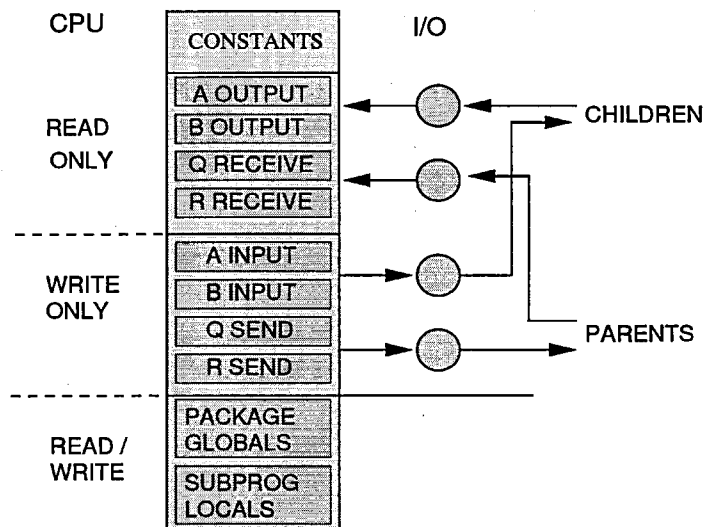 CPU
CONSTANTS
I/O
READ
ONLY
A OUTPUT
B OUTPUT
Q RECEIVE
R RECEIVE
CHILDREN
WRITE
ONLY
A INPUT
B INPUT
Q SEND
R SEND
PARENTS
READ /
WRITE
PACKAGE
GLOBALS
SUBPROG
LOCALS